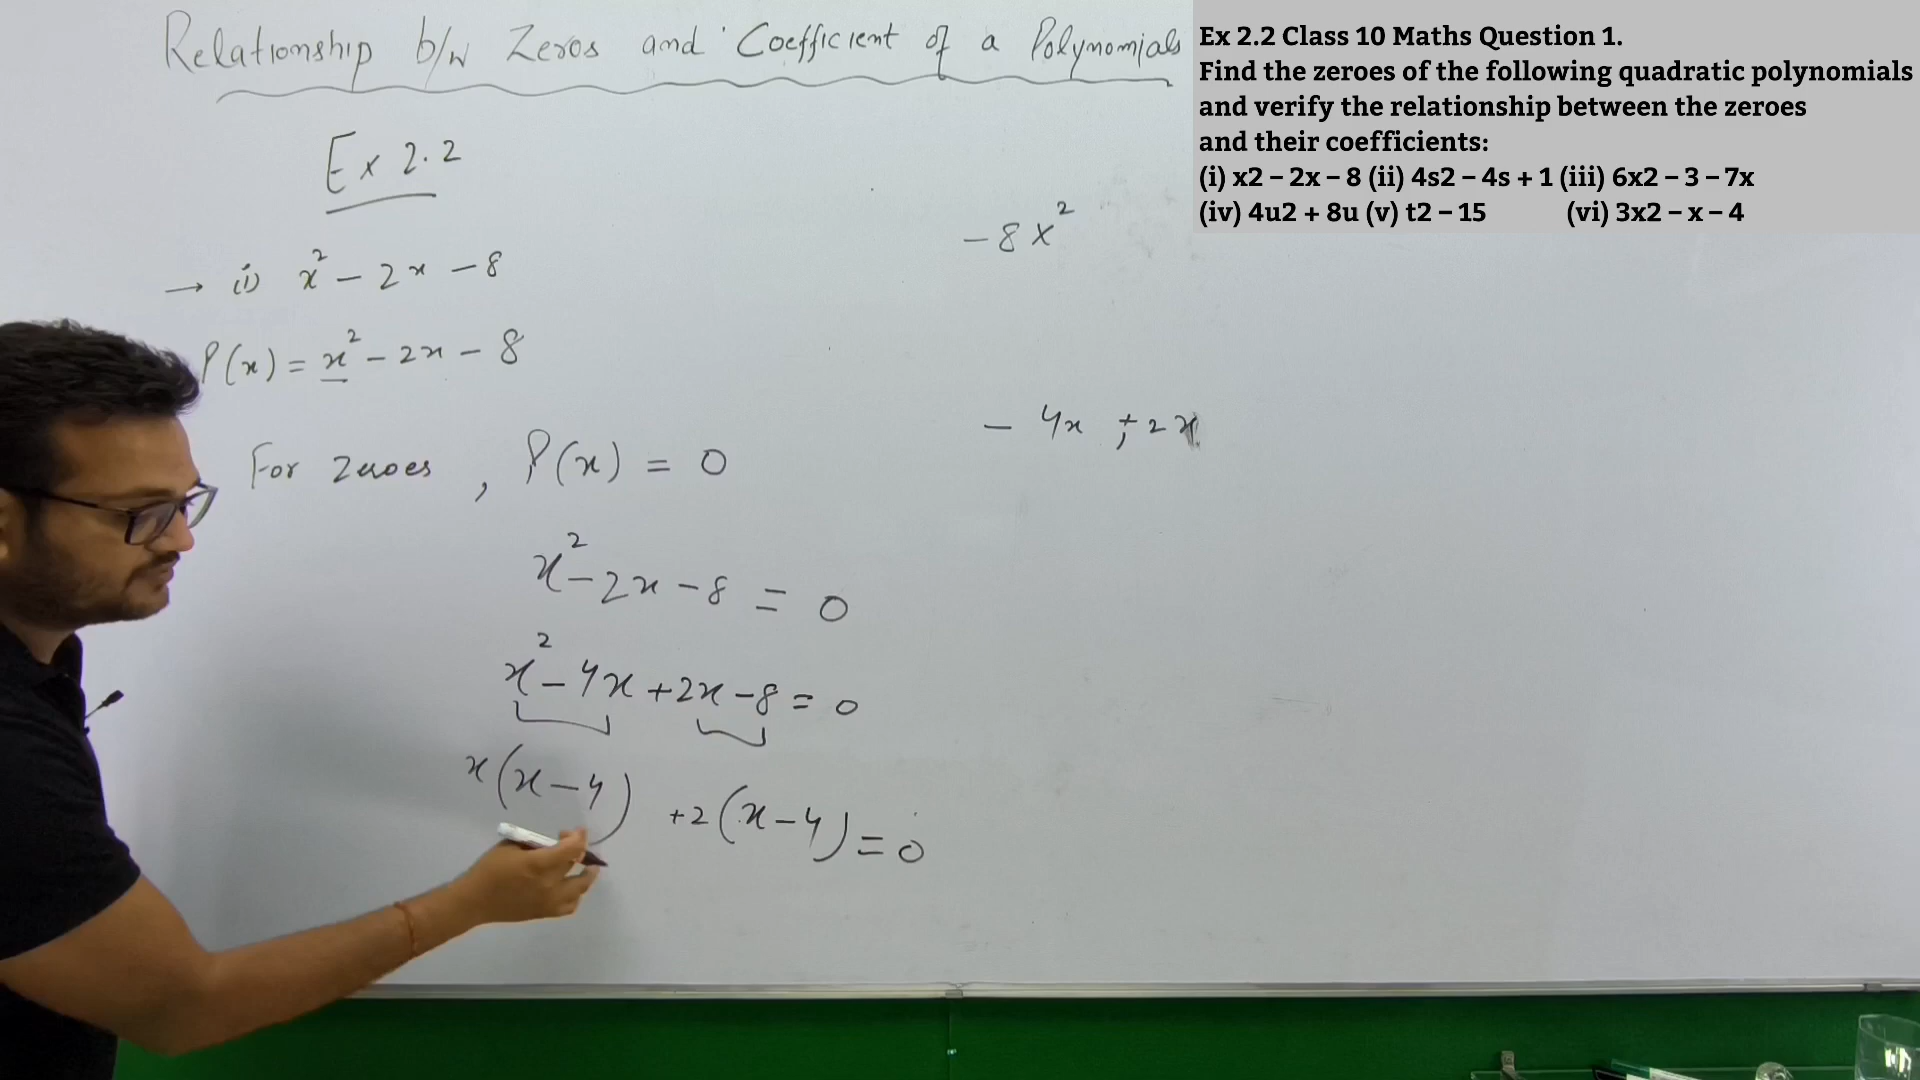 Relationship b/w Zeros and Coefficient of a Polynomials
Ex 2.2 Class 10 Maths Question 1.
Find the zeroes of the following quadratic polynomials
and verify the relationship between the zeroes
and their coefficients:
(i) x2 – 2x – 8 (ii) 4s2 – 4s + 1 (iii) 6x2 – 3 – 7x
(iv) 4u2 + 8u (v) t2 – 15 (vi) 3x2 – x – 4
Ex 2.2
→ (i) x² - 2x - 8
P(x) = x² - 2x - 8
For Zeroes, P(x) = 0
x² - 2x - 8 = 0
x² - 4x + 2x - 8 = 0
x(x - 4) +2(x - 4) = 0
- 8x²
- 4x , + 2x